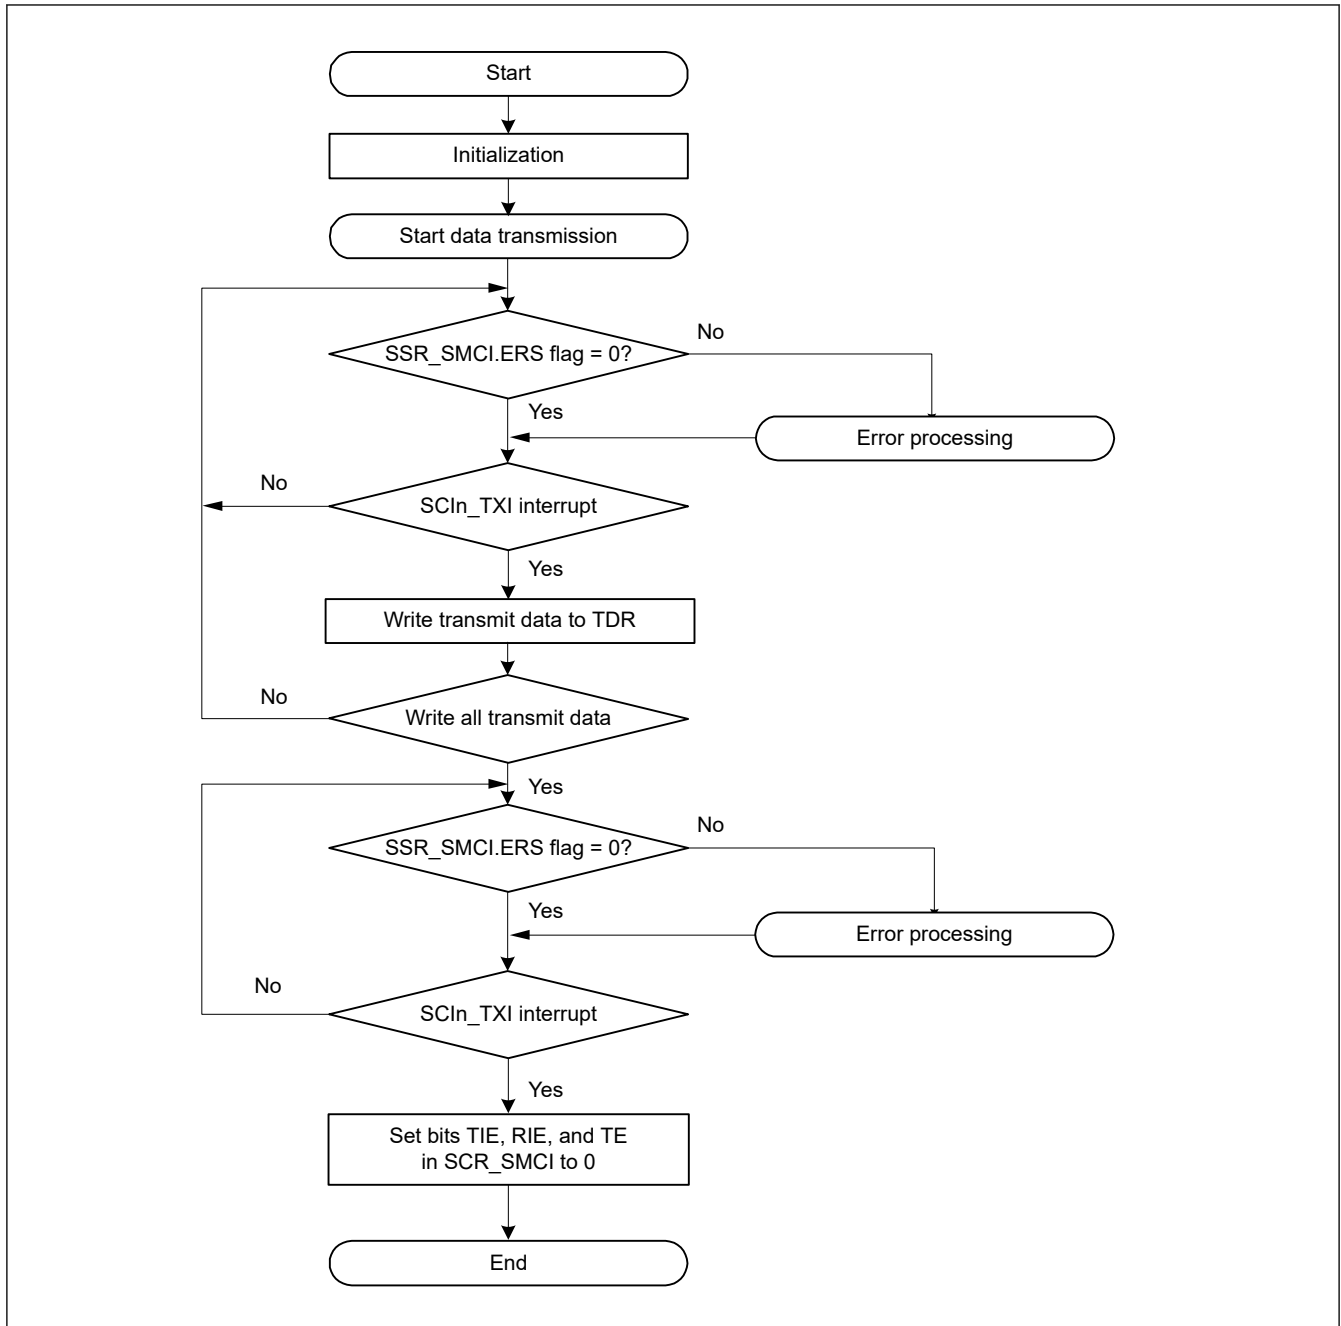 Start
Initialization
Start data transmission
No
SSR_SMCI.ERS flag = 0?
Yes
Error processing
No
SCIn_TXI interrupt
Yes
Write transmit data to TDR
No
Write all transmit data
Yes
No
SSR_SMCI.ERS flag = 0?
Yes
Error processing
No
SCIn_TXI interrupt
Yes
Set bits TIE, RIE, and TE
in SCR_SMCI to 0
End